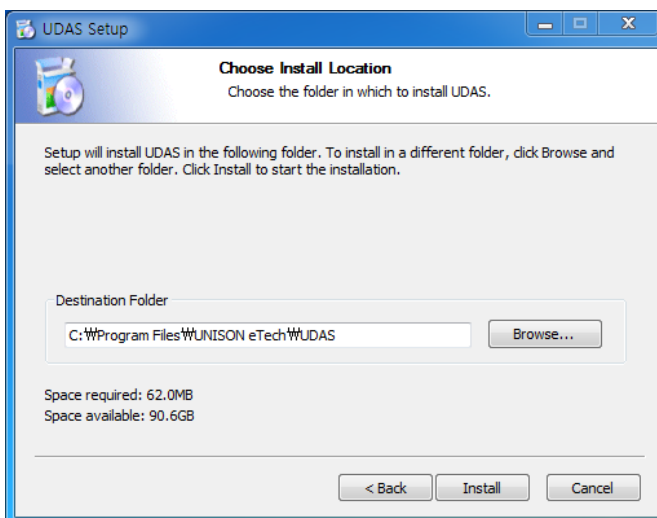 UDAS Setup
Choose Install Location
Choose the folder in which to install UDAS.
Setup will install UDAS in the following folder. To install in a different folder, click Browse and
select another folder. Click Install to start the installation.
Destination Folder
C:₩Program Files₩UNISON eTech₩UDAS
Browse...
Space required: 62.0MB
Space available: 90.6GB
< Back
Install
Cancel